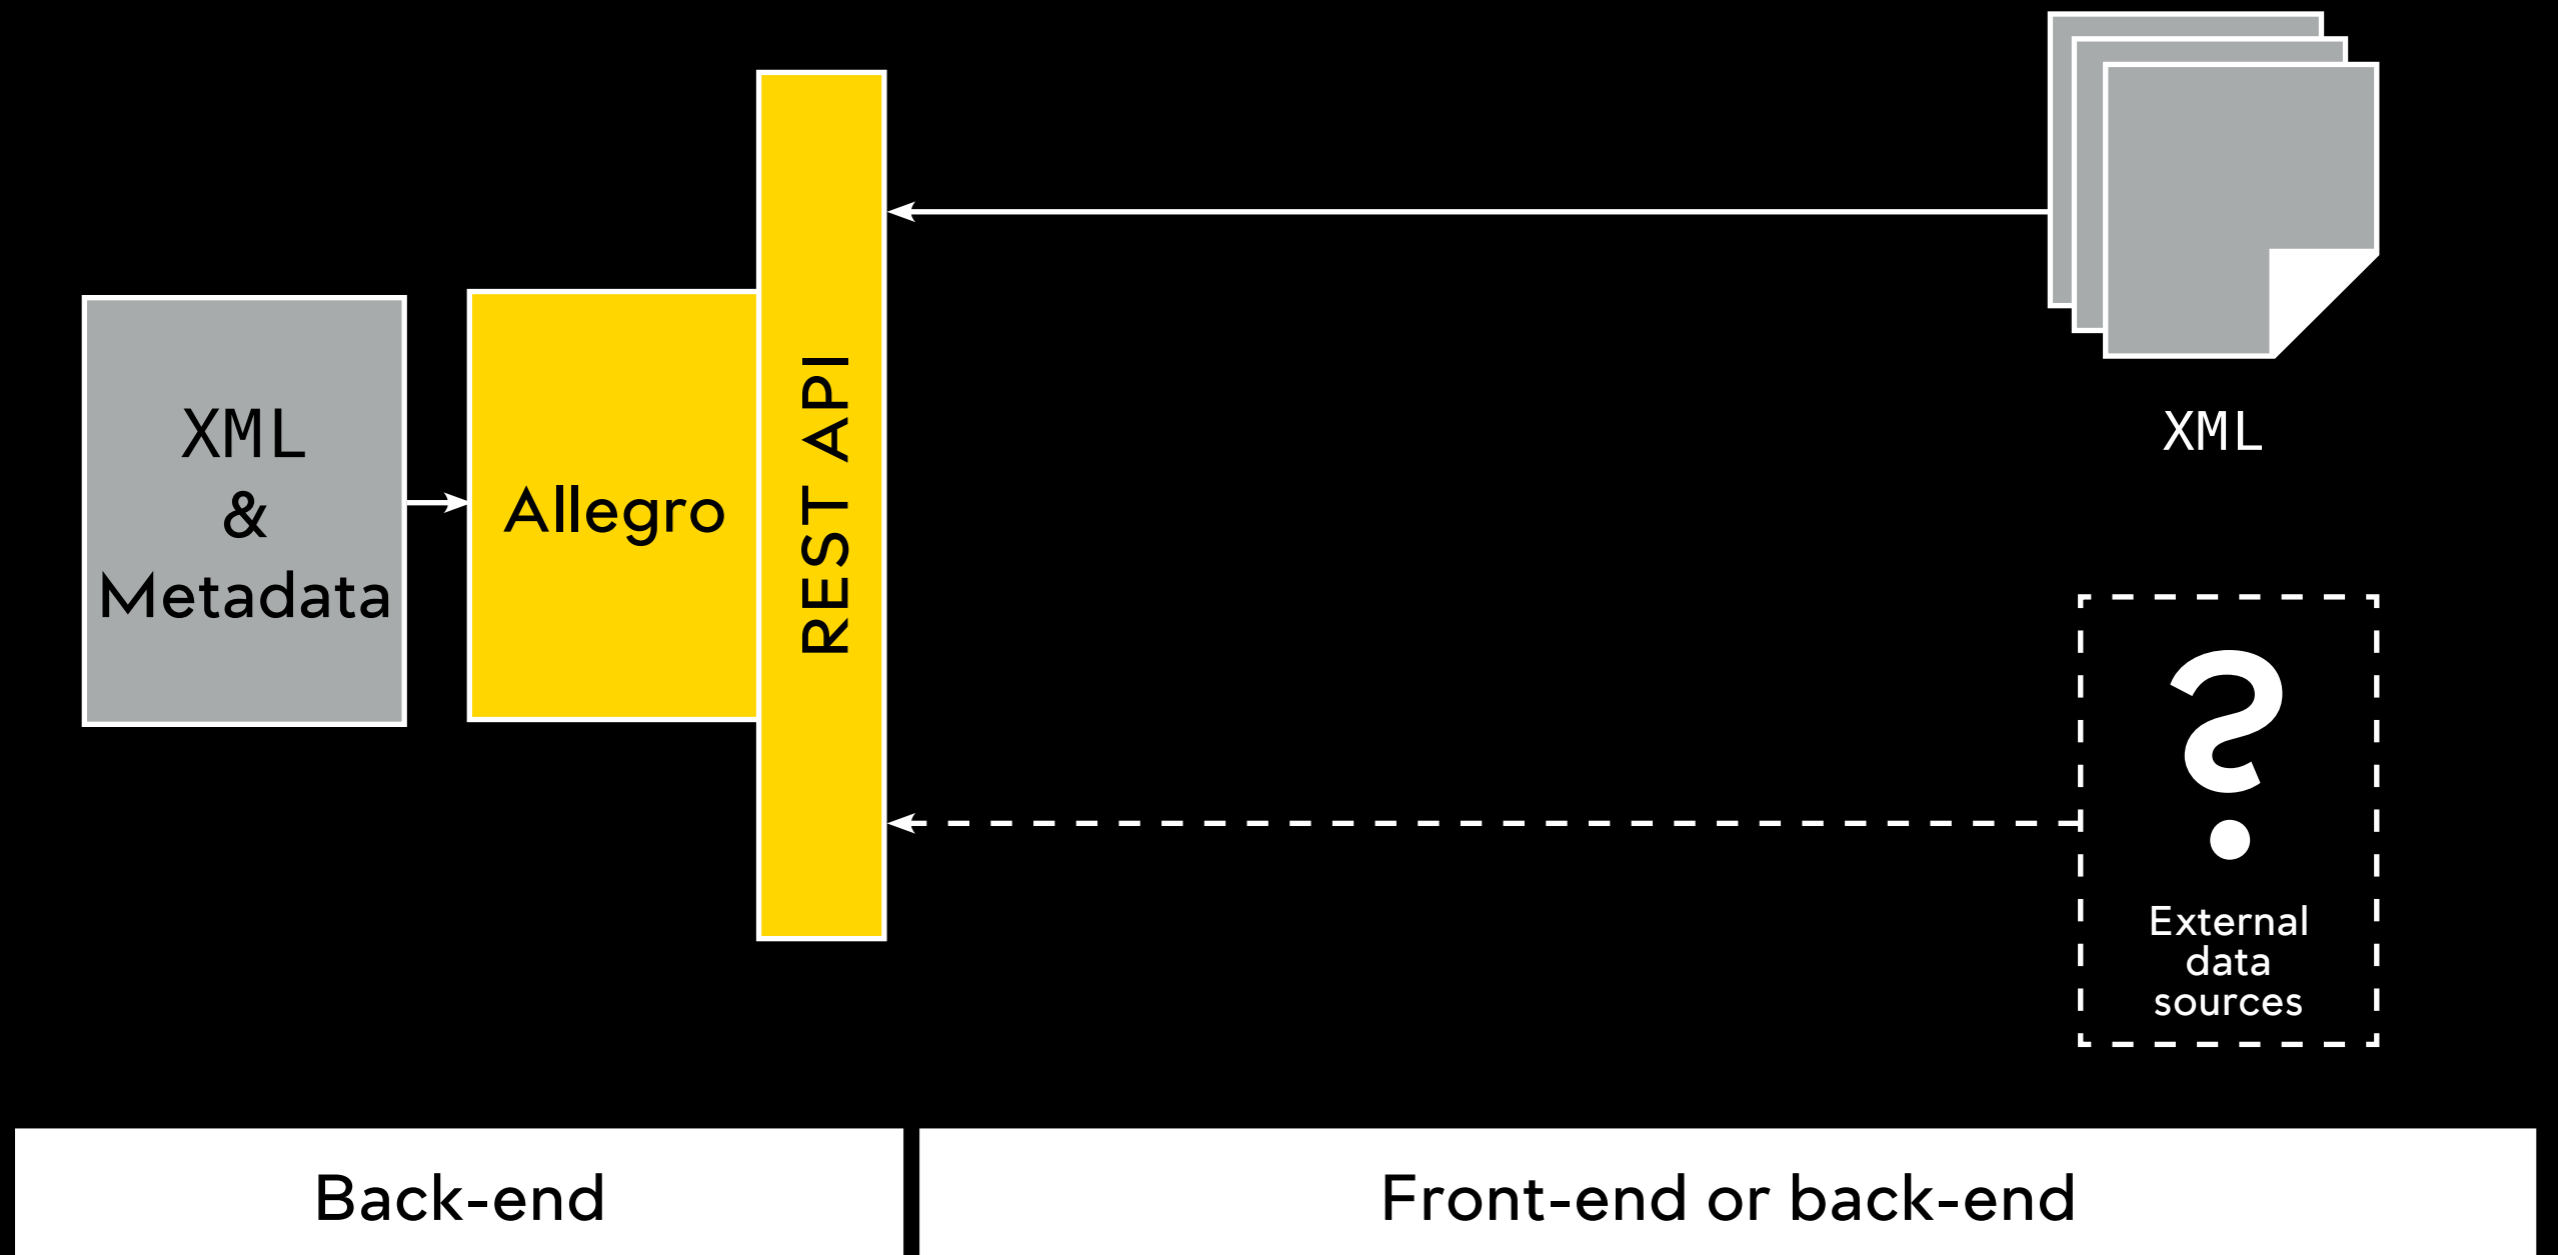 XML
&
Metadata
Allegro
REST API
XML
?
External
data
sources
Back-end
Front-end or back-end